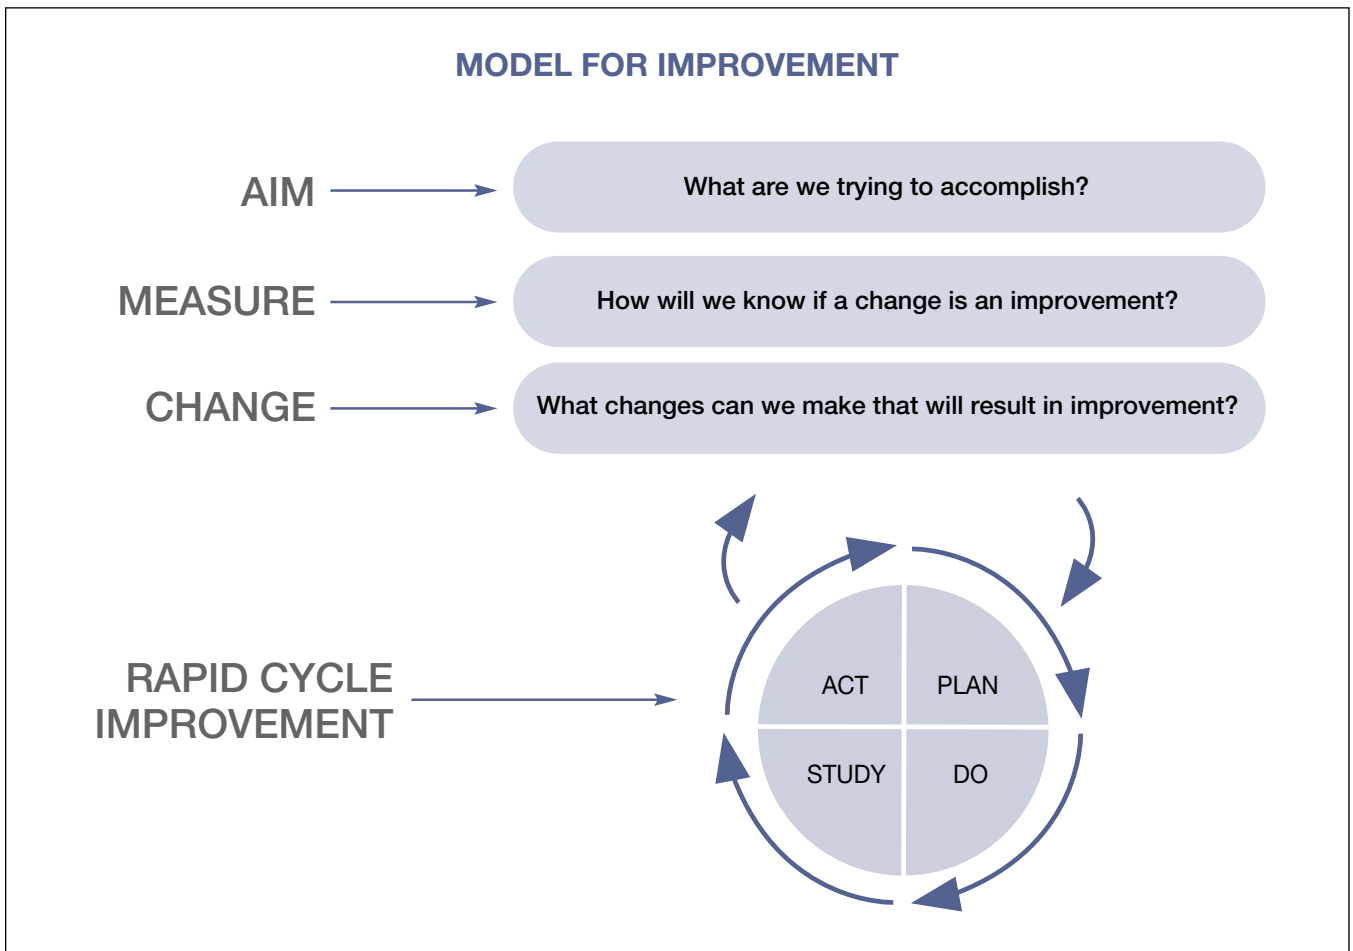 MODEL FOR IMPROVEMENT
AIM
What are we trying to accomplish?
MEASURE
How will we know if a change is an improvement?
CHANGE
What changes can we make that will result in improvement?
RAPID CYCLE
IMPROVEMENT
ACT
PLAN
STUDY
DO